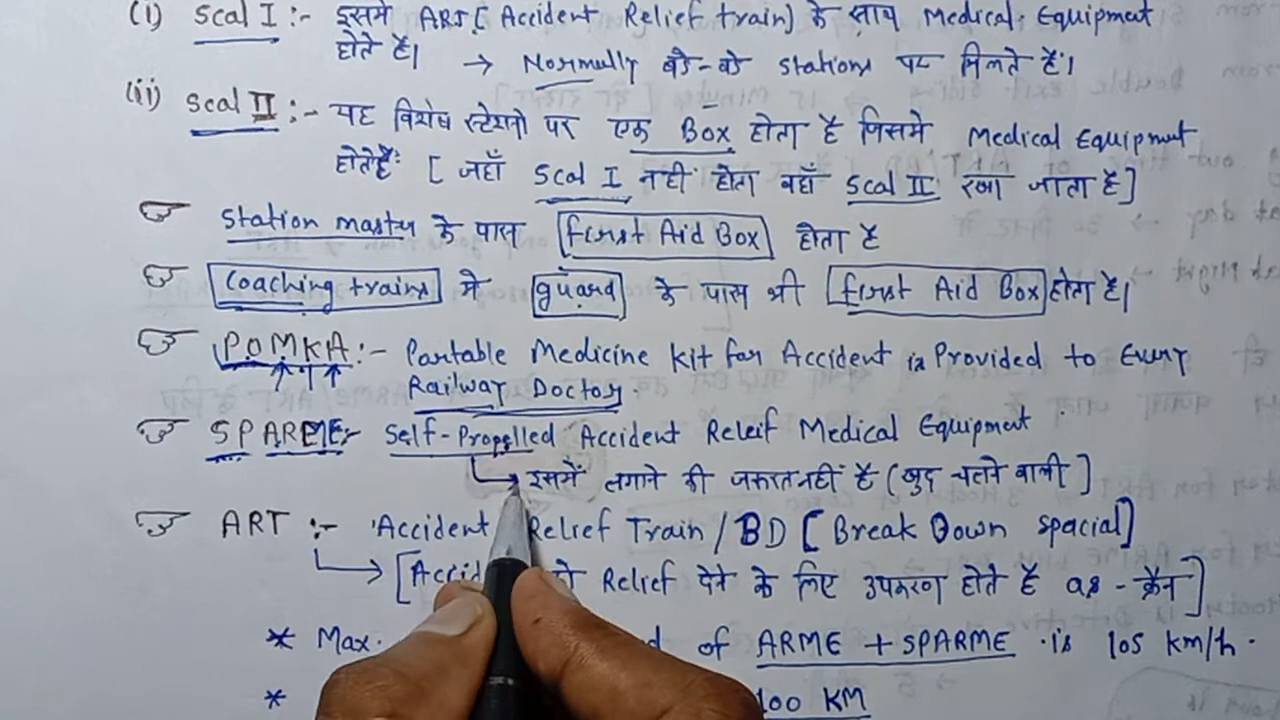 (i) Scal I :- इसमे ART [ Accident Relief train) के साथ Medical Equipment
होते है। → Normully बडे-बडे stations पर मिलते हैं।
(ii) Scal II :- यह विशेष स्टेशनो पर एक Box होता है जिसमे Medical Equipmut
होतेहैः [ जहाँ Scal I नही होता वहाँ Scal II रखा जाता है ]
☞ Station master के पास First Aid Box होता है
☞ Coaching trains मे guard के पास भी First Aid Box होता है।
☞ POMKA :- Partable Medicine Kit for Accident is Provided to Every
Railway Doctor.
☞ SPARME:- Self-Propelled Accident Releif Medical Equipment
→ इसमें लगाने की जरूरत नहीं है (खुद चलने वाली ]
☞ ART :- Accident Relief Train / BD [ Break Down spacial]
→ [ Relief देने के लिए उपकरण होते है as - क्रैन ]
* Max. of ARME + SPARME is 105 km/h.
* 100 KM